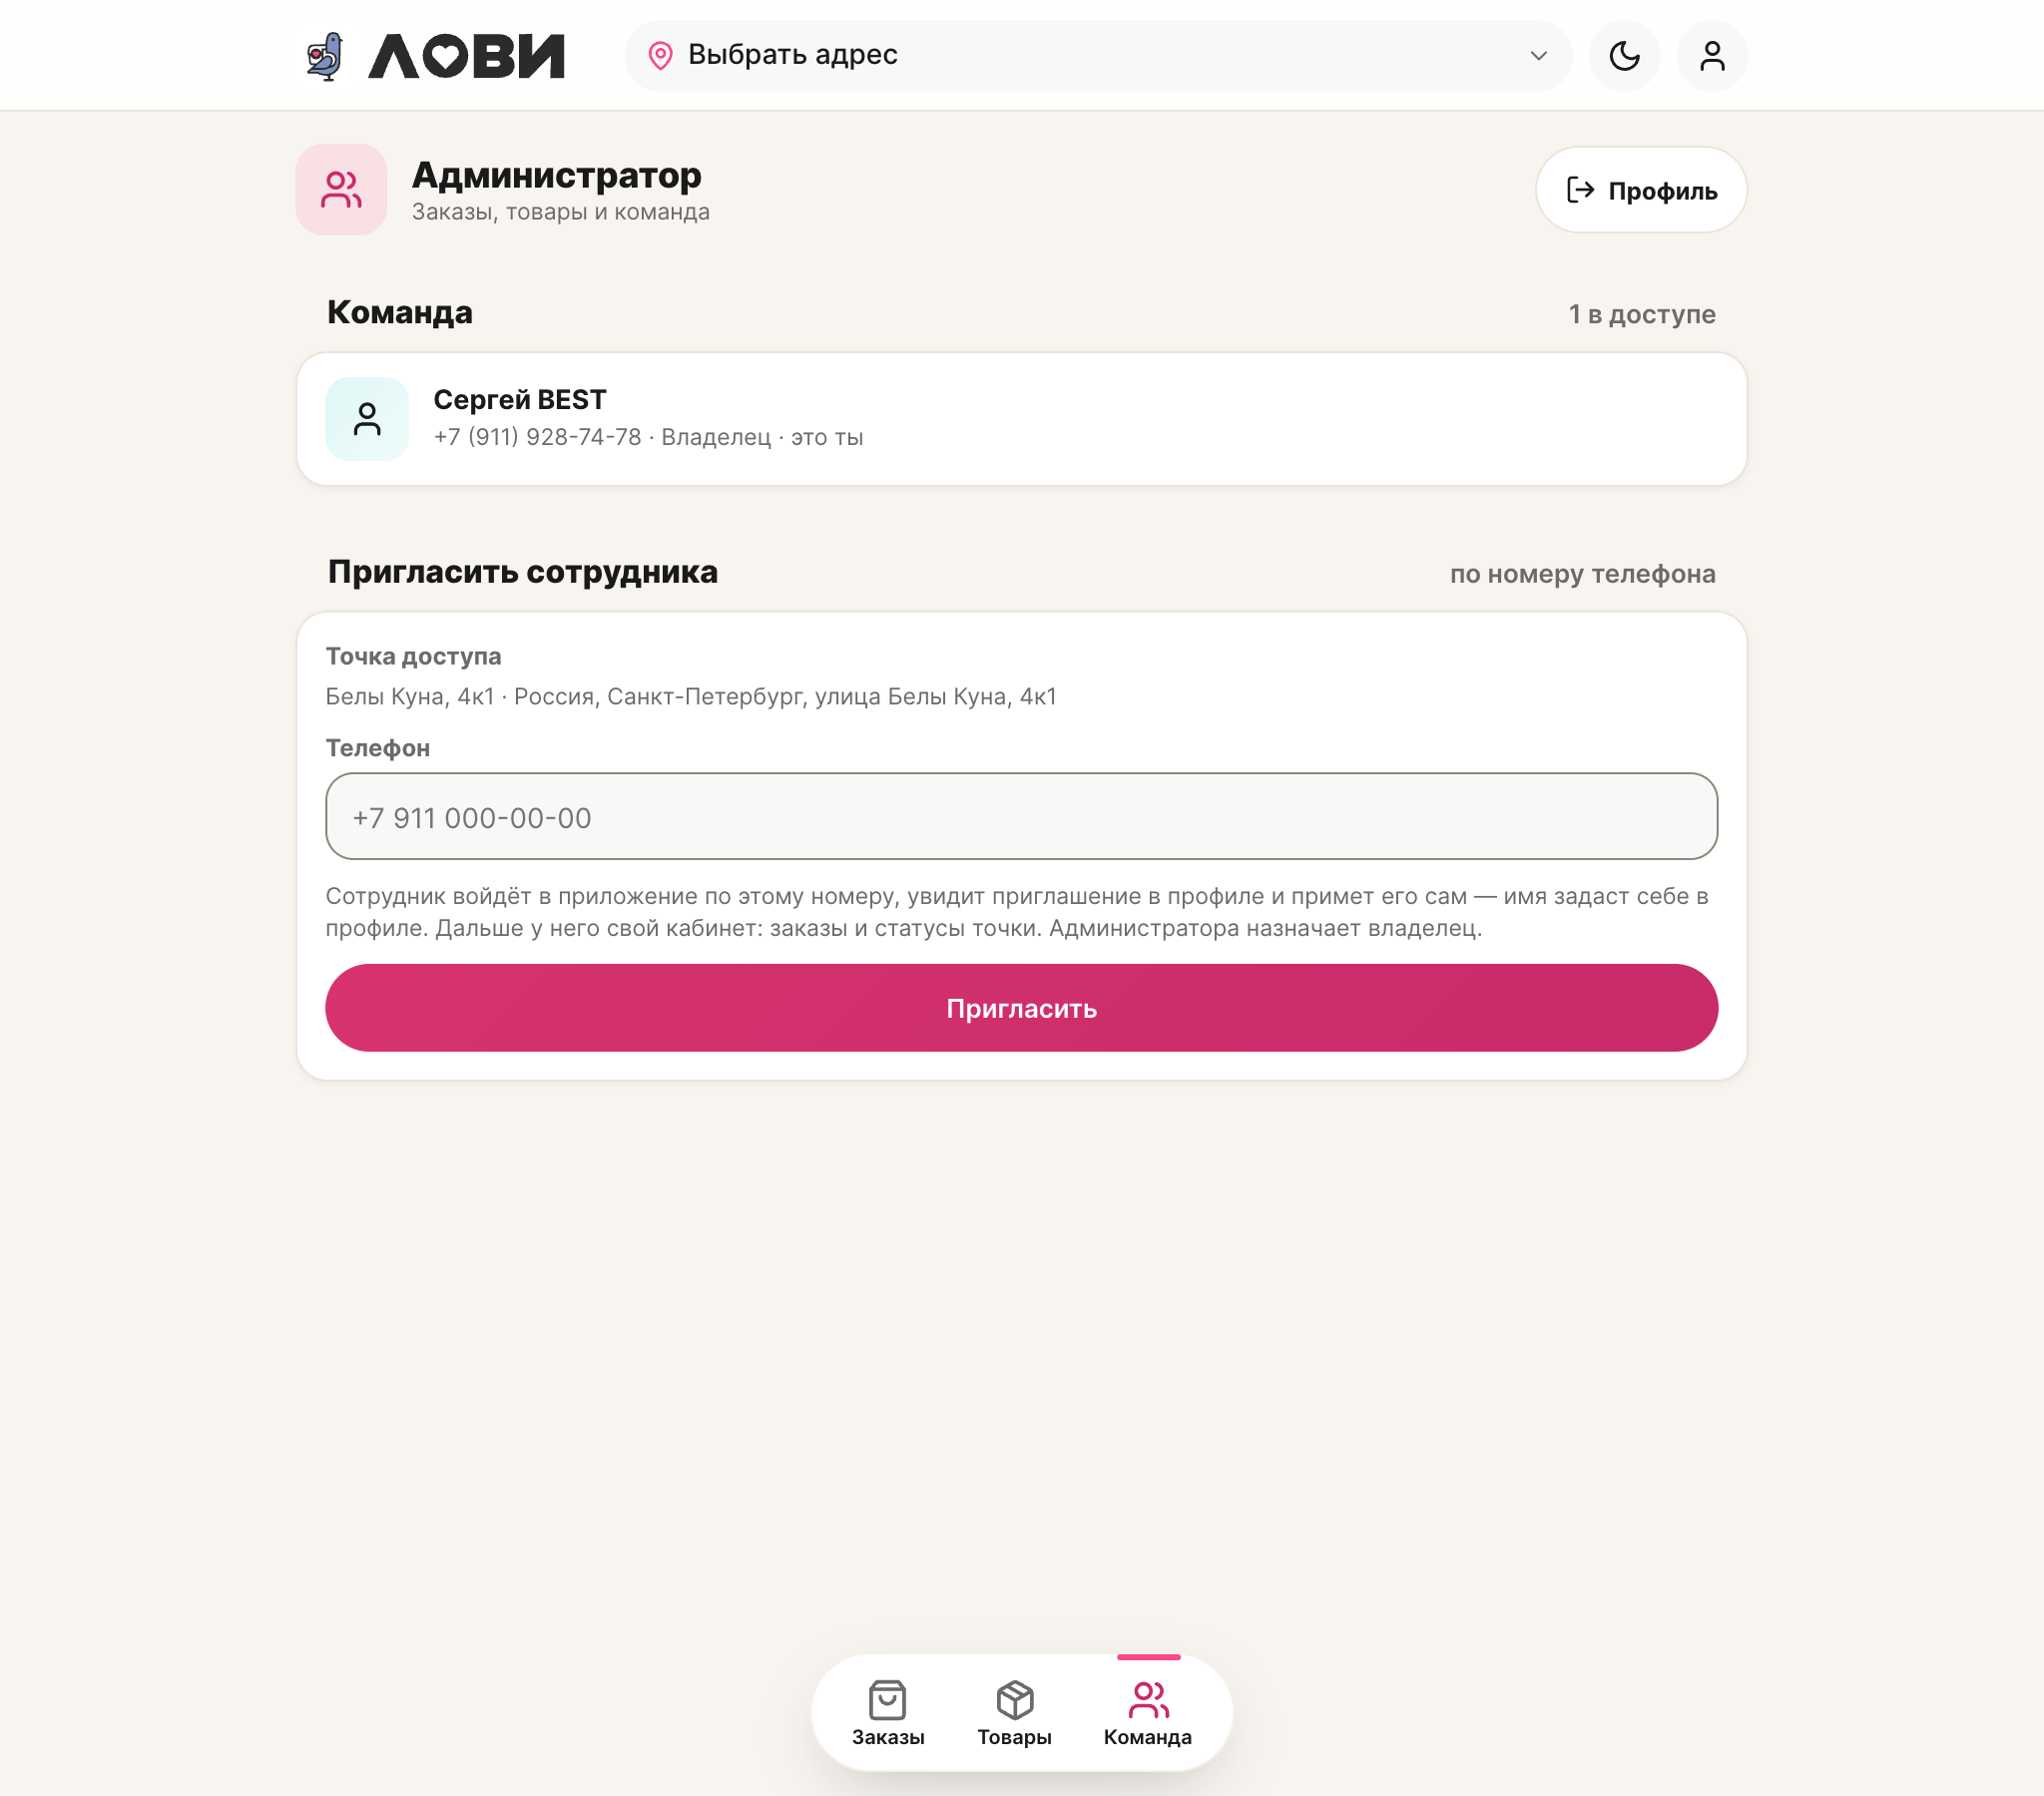 ЛОВИ
Выбрать адрес
Администратор
Заказы, товары и команда
Профиль
Команда
1 в доступе
Сергей BEST
+7 (911) 928-74-78 · Владелец · это ты
Пригласить сотрудника
по номеру телефона
Точка доступа
Белы Куна, 4к1 · Россия, Санкт-Петербург, улица Белы Куна, 4к1
Телефон
+7 911 000-00-00
Сотрудник войдёт в приложение по этому номеру, увидит приглашение в профиле и примет его сам — имя задаст себе в
профиле. Дальше у него свой кабинет: заказы и статусы точки. Администратора назначает владелец.
Пригласить
Заказы
Товары
Команда